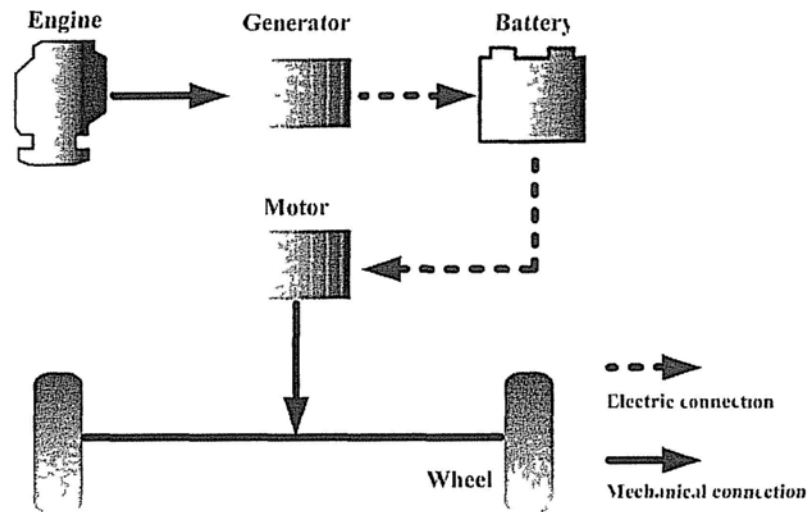 Engine
Generator
Battery
Motor
Electric connection
Wheel
Mechanical connection